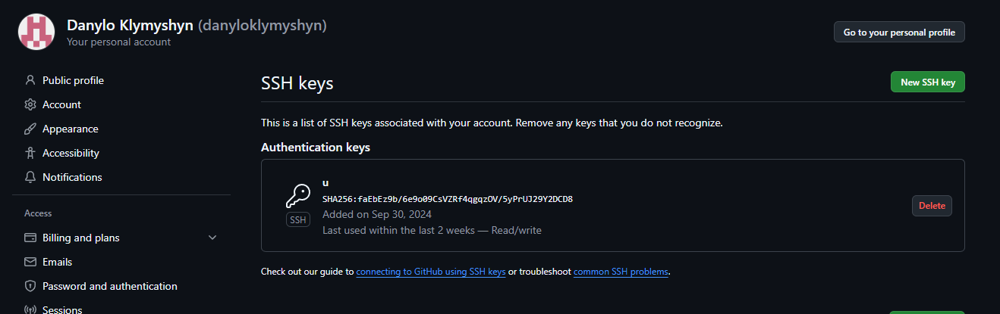 Danylo Klymyshyn (danyloklymyshyn)
Your personal account
Go to your personal profile
Public profile
Account
Appearance
Accessibility
Notifications
Access
Billing and plans
Emails
Password and authentication
Sessions
SSH keys
New SSH key
This is a list of SSH keys associated with your account. Remove any keys that you do not recognize.
Authentication keys
u
SHA256:faEbEz9b/6e9o09CsVZRf4qgqzOV/5yPrUJ29Y2DCD8
SSH
Added on Sep 30, 2024
Last used within the last 2 weeks — Read/write
Delete
Check out our guide to connecting to GitHub using SSH keys or troubleshoot common SSH problems.